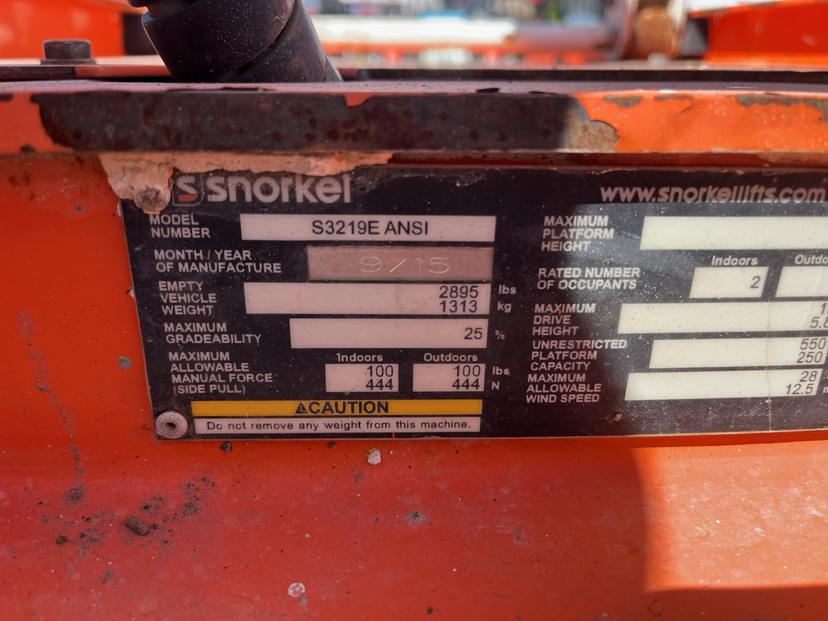 snorkel
www.snorkellifts.com
MODEL
NUMBER
S3219E ANSI
MONTH / YEAR
OF MANUFACTURE
9/15
EMPTY
VEHICLE
WEIGHT
2895 lbs
1313 kg
MAXIMUM
GRADEABILITY
25 %
MAXIMUM
ALLOWABLE
MANUAL FORCE
(SIDE PULL)
Indoors
100
444
Outdoors
100 lbs
444 N
⚠CAUTION
Do not remove any weight from this machine.
MAXIMUM
PLATFORM
HEIGHT
RATED NUMBER
OF OCCUPANTS
Indoors
2
MAXIMUM
DRIVE
HEIGHT
UNRESTRICTED
PLATFORM
CAPACITY
550
250
MAXIMUM
ALLOWABLE
WIND SPEED
28
12.5